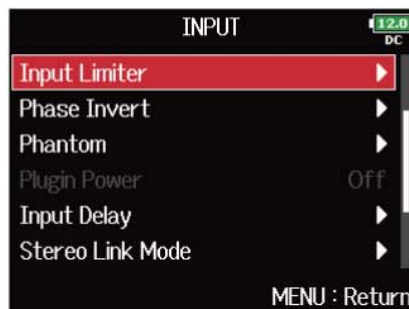 INPUT
12.0
DC
Input Limiter
Phase Invert
Phantom
Plugin Power Off
Input Delay
Stereo Link Mode
MENU : Return